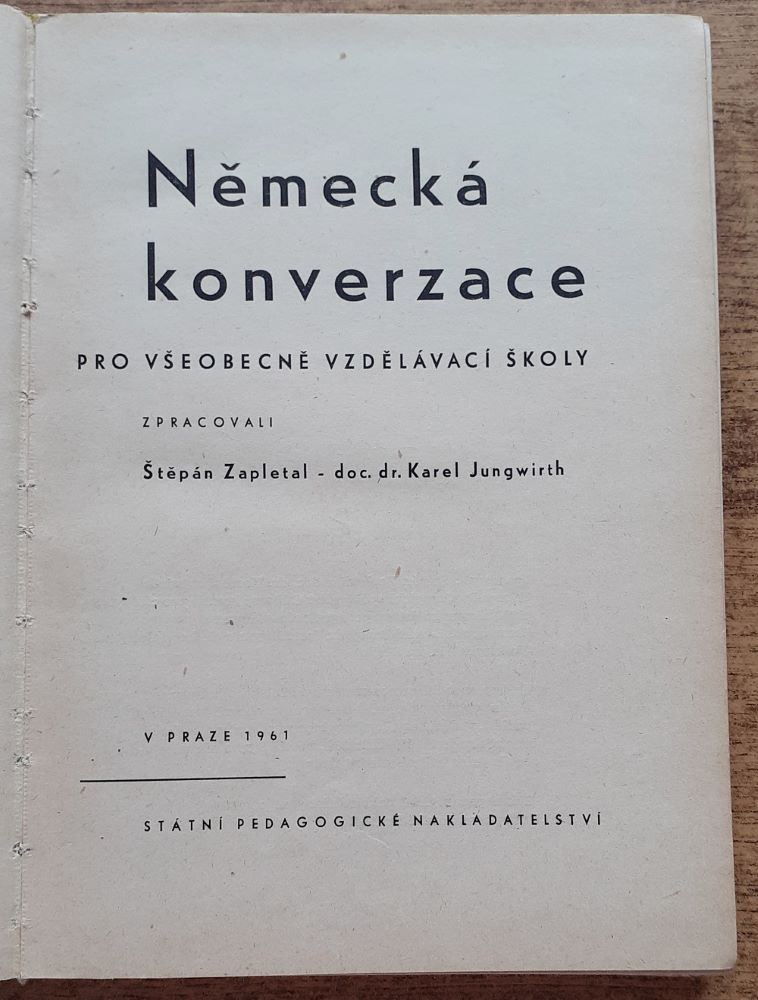 Německá
konverzace
PRO VŠEOBECNĚ VZDĚLÁVACÍ ŠKOLY
ZPRACOVALI
Štěpán Zapletal - doc. dr. Karel Jungwirth
V PRAZE 1961
STÁTNÍ PEDAGOGICKÉ NAKLADATELSTVÍ